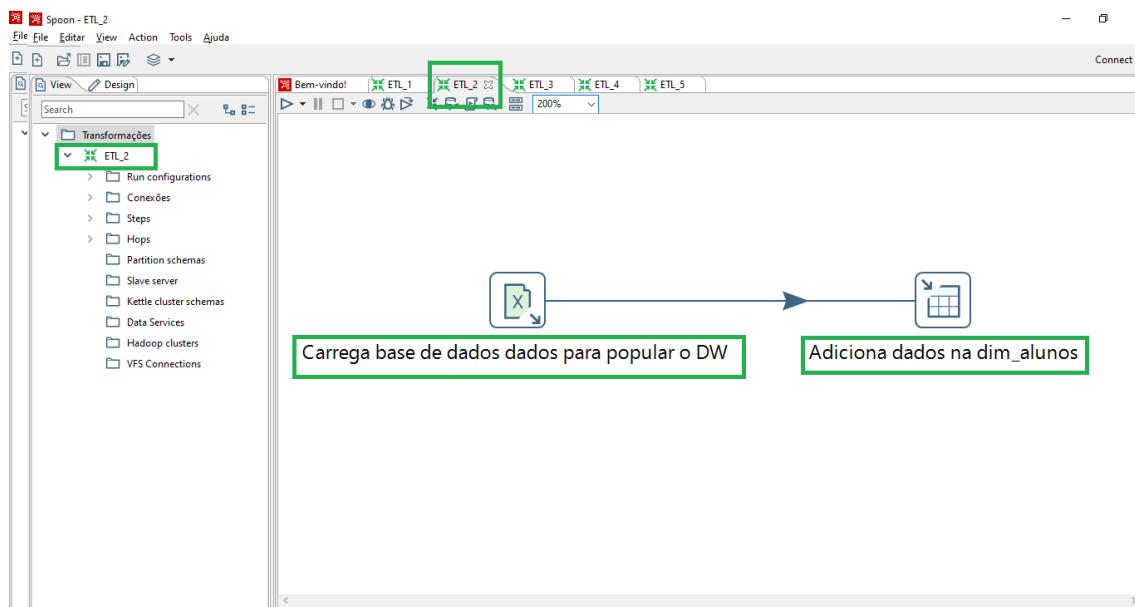 Spoon - ETL_2
File File Editar View Action Tools Ajuda
Connect
View Design
Bem-vindo! ETL_1 ETL_2 ETL_3 ETL_4 ETL_5
Search
200%
Transformações
ETL_2
Run configurations
Conexões
Steps
Hops
Partition schemas
Slave server
Kettle cluster schemas
Data Services
Hadoop clusters
VFS Connections
Carrega base de dados dados para popular o DW
Adiciona dados na dim_alunos